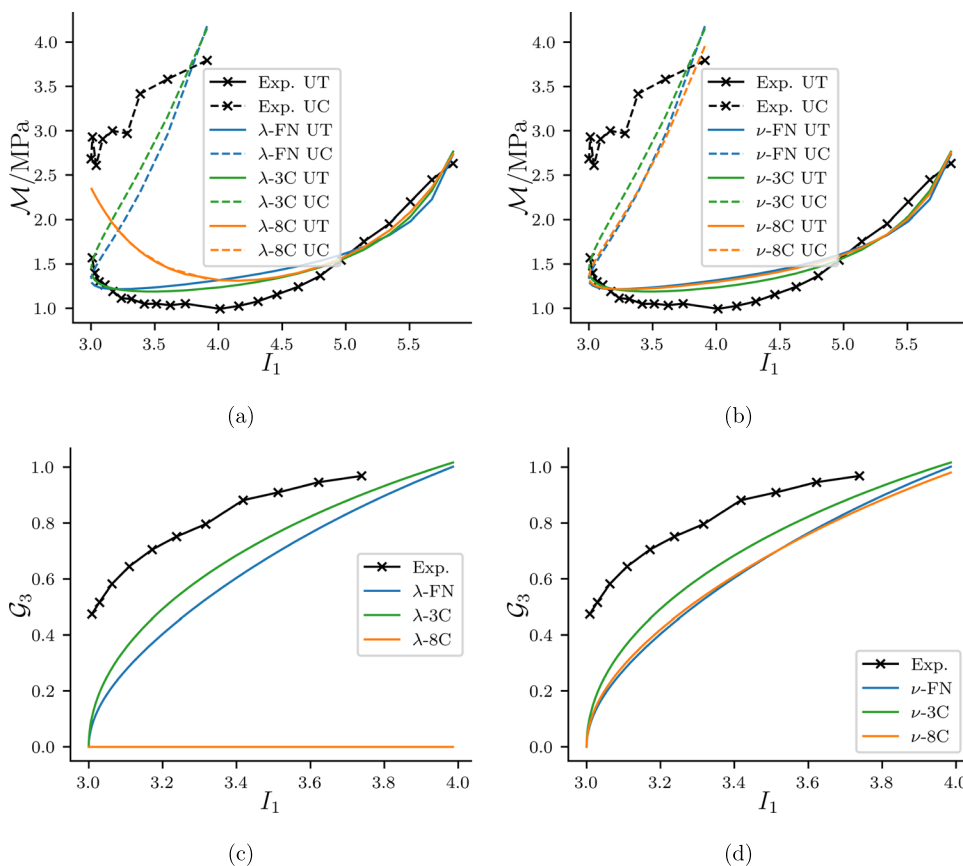 4.0
3.5
3.0
2.5
2.0
1.5
1.0
ℳ/MPa
3.0 3.5 4.0 4.5 5.0 5.5
I₁
Exp. UT
Exp. UC
λ-FN UT
λ-FN UC
λ-3C UT
λ-3C UC
λ-8C UT
λ-8C UC
(a)
4.0
3.5
3.0
2.5
2.0
1.5
1.0
ℳ/MPa
3.0 3.5 4.0 4.5 5.0 5.5
I₁
Exp. UT
Exp. UC
ν-FN UT
ν-FN UC
ν-3C UT
ν-3C UC
ν-8C UT
ν-8C UC
(b)
1.0
0.8
0.6
0.4
0.2
0.0
𝒢₃
3.0 3.2 3.4 3.6 3.8 4.0
I₁
Exp.
λ-FN
λ-3C
λ-8C
(c)
1.0
0.8
0.6
0.4
0.2
0.0
𝒢₃
3.0 3.2 3.4 3.6 3.8 4.0
I₁
Exp.
ν-FN
ν-3C
ν-8C
(d)